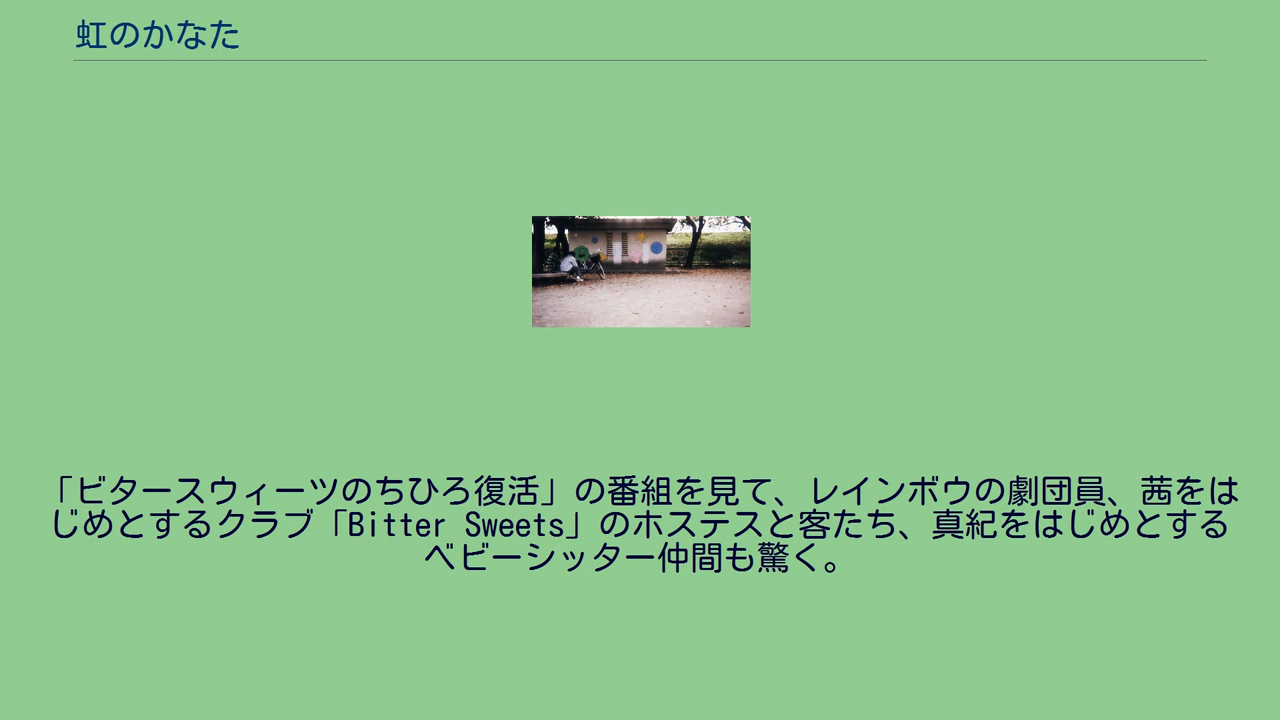 虹のかなた
「ビタースウィーツのちひろ復活」の番組を見て、レインボウの劇団員、茜をは
じめとするクラブ「Bitter Sweets」のホステスと客たち、真紀をはじめとする
ベビーシッター仲間も驚く。